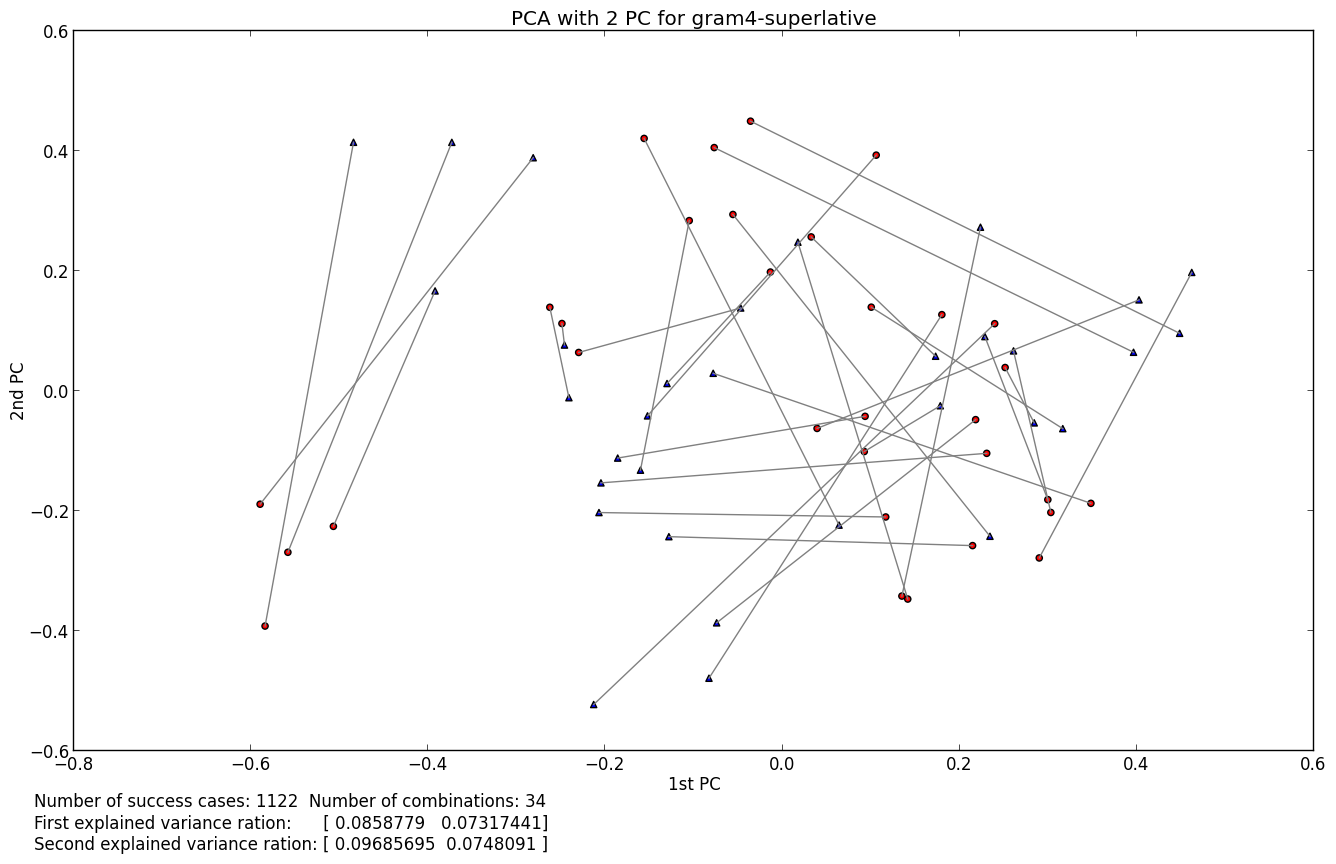 PCA with 2 PC for gram4-superlative
0.6
0.4
0.2
0.0
−0.2
−0.4
−0.6
2nd PC
−0.8 −0.6 −0.4 −0.2 0.0 0.2 0.4 0.6
1st PC
Number of success cases: 1122 Number of combinations: 34
First explained variance ration: [ 0.0858779 0.07317441]
Second explained variance ration: [ 0.09685695 0.0748091 ]